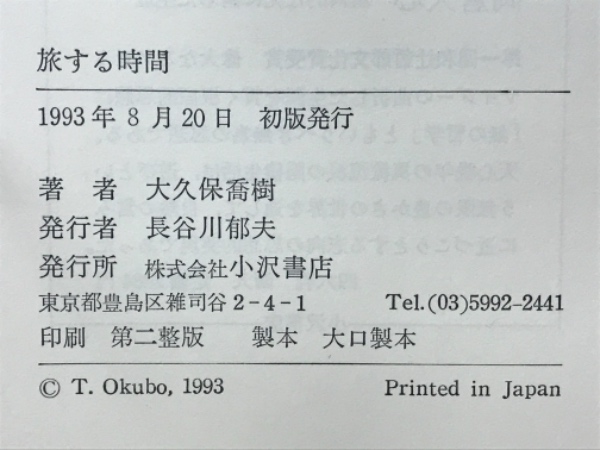 旅する時間
1993年8月20日 初版発行
著者 大久保喬樹
発行者 長谷川郁夫
発行所 株式会社小沢書店
東京都豊島区雑司谷2-4-1 Tel.(03)5992-2441
印刷 第二整版 製本 大口製本
© T. Okubo, 1993 Printed in Japan